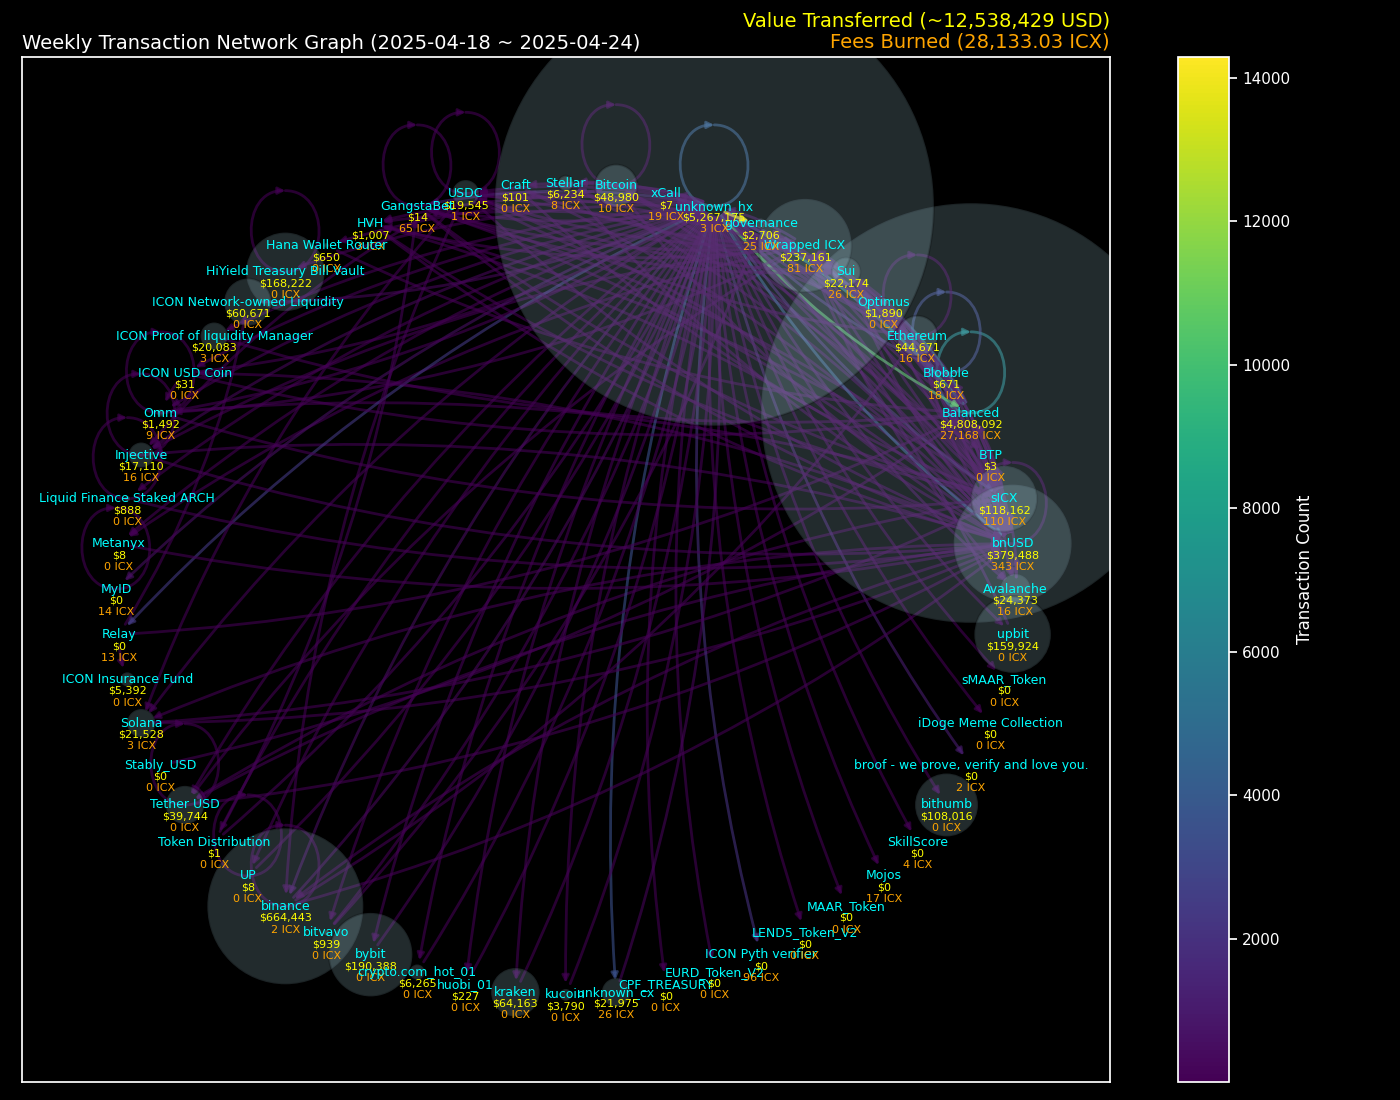 Value Transferred (~12,538,429 USD)
Weekly Transaction Network Graph (2025-04-18 ~ 2025-04-24)
Fees Burned (28,133.03 ICX)
Craft
$101
0 ICX
Stellar
$6,234
8 ICX
Bitcoin
$48,980
10 ICX
xCall
$7
19 ICX
unknown_hx
$5,267,175
3 ICX
governance
$2,706
25 ICX
Wrapped ICX
$237,161
81 ICX
Sui
$22,174
26 ICX
Optimus
$1,890
0 ICX
Ethereum
$44,671
16 ICX
Blobble
$671
18 ICX
Balanced
$4,808,092
27,168 ICX
BTP
$3
0 ICX
sICX
$118,162
110 ICX
bnUSD
$379,488
343 ICX
Avalanche
$24,373
16 ICX
upbit
$159,924
0 ICX
sMAAR_Token
$0
0 ICX
iDoge Meme Collection
$0
0 ICX
broof - we prove, verify and love you.
$0
2 ICX
bithumb
$108,016
0 ICX
SkillScore
$0
4 ICX
Mojos
$0
17 ICX
MAAR_Token
$0
0 ICX
LEND5_Token_V2
$0
0 ICX
ICON Pyth verifier
$0
96 ICX
EURD_Token_V2
$0
0 ICX
CPF_TREASURY
$0
0 ICX
unknown_cx
$21,975
26 ICX
kucoin
$3,790
0 ICX
kraken
$64,163
0 ICX
huobi_01
$227
0 ICX
crypto.com_hot_01
$6,265
0 ICX
bybit
$190,388
0 ICX
bitvavo
$939
0 ICX
binance
$664,443
2 ICX
UP
$8
0 ICX
Token Distribution
$1
0 ICX
Tether USD
$39,744
0 ICX
Stably_USD
$0
0 ICX
Solana
$21,528
3 ICX
ICON Insurance Fund
$5,392
0 ICX
Relay
$0
13 ICX
MyID
$0
14 ICX
Metanyx
$8
0 ICX
Liquid Finance Staked ARCH
$888
0 ICX
Injective
$17,110
16 ICX
Omm
$1,492
9 ICX
ICON USD Coin
$31
0 ICX
ICON Proof of liquidity Manager
$20,083
3 ICX
ICON Network-owned Liquidity
$60,671
0 ICX
HiYield Treasury Bill Vault
$168,222
0 ICX
Hana Wallet Router
$650
0 ICX
HVH
$1,007
ICX
GangstaBet
$14
65 ICX
USDC
$19,545
1 ICX
14000
12000
10000
8000
6000
4000
2000
Transaction Count